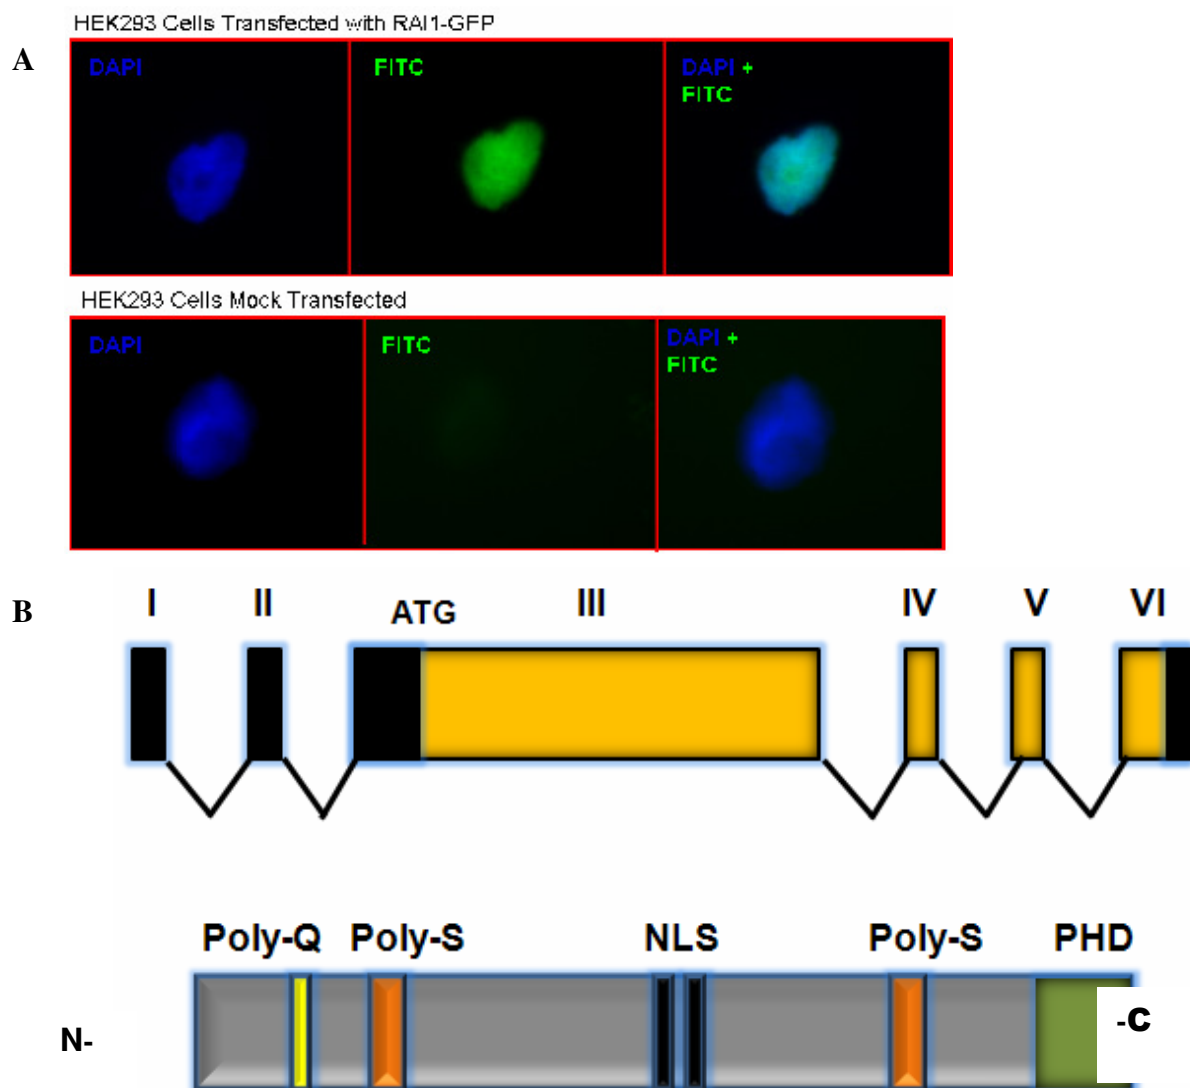 HEK293 Cells Transfected with RAI1-GFP
A
DAPI
FITC
DAPI +
FITC
HEK293 Cells Mock Transfected
DAPI
FITC
DAPI +
FITC
B
I II ATG III IV V VI
Poly-Q Poly-S NLS Poly-S PHD
N- -C